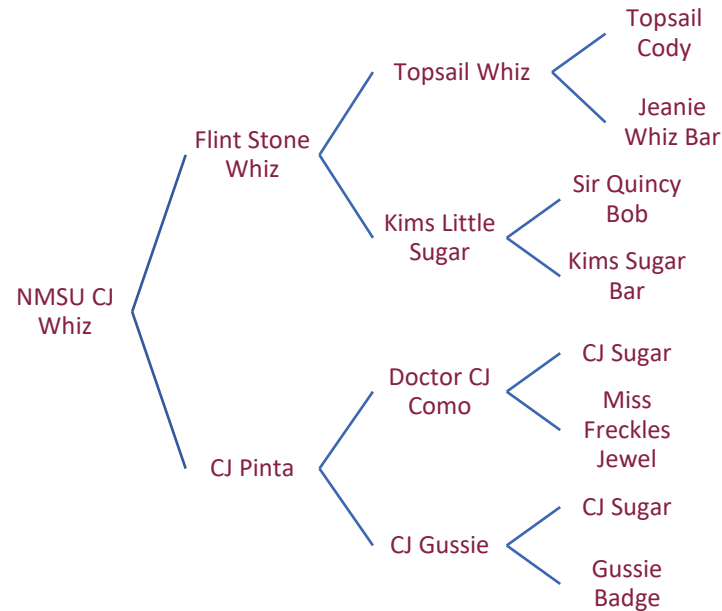 Topsail
Cody
Topsail Whiz
Jeanie
Whiz Bar
Flint Stone
Whiz
Sir Quincy
Bob
Kims Little
Sugar
Kims Sugar
Bar
NMSU CJ
Whiz
CJ Sugar
Doctor CJ
Como
Miss
Freckles
Jewel
CJ Pinta
CJ Sugar
CJ Gussie
Gussie
Badge